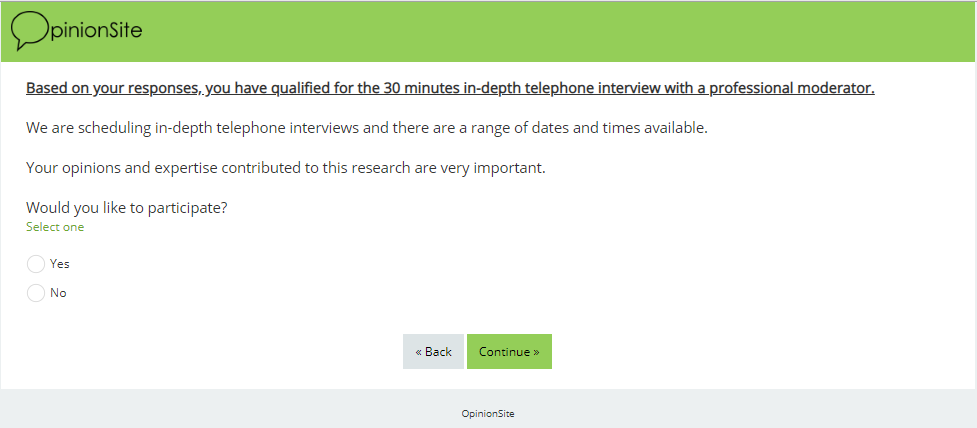 OpinionSite
Based on your responses, you have qualified for the 30 minutes in-depth telephone interview with a professional moderator.
We are scheduling in-depth telephone interviews and there are a range of dates and times available.
Your opinions and expertise contributed to this research are very important.
Would you like to participate?
Select one
Yes
No
« Back
Continue »
OpinionSite